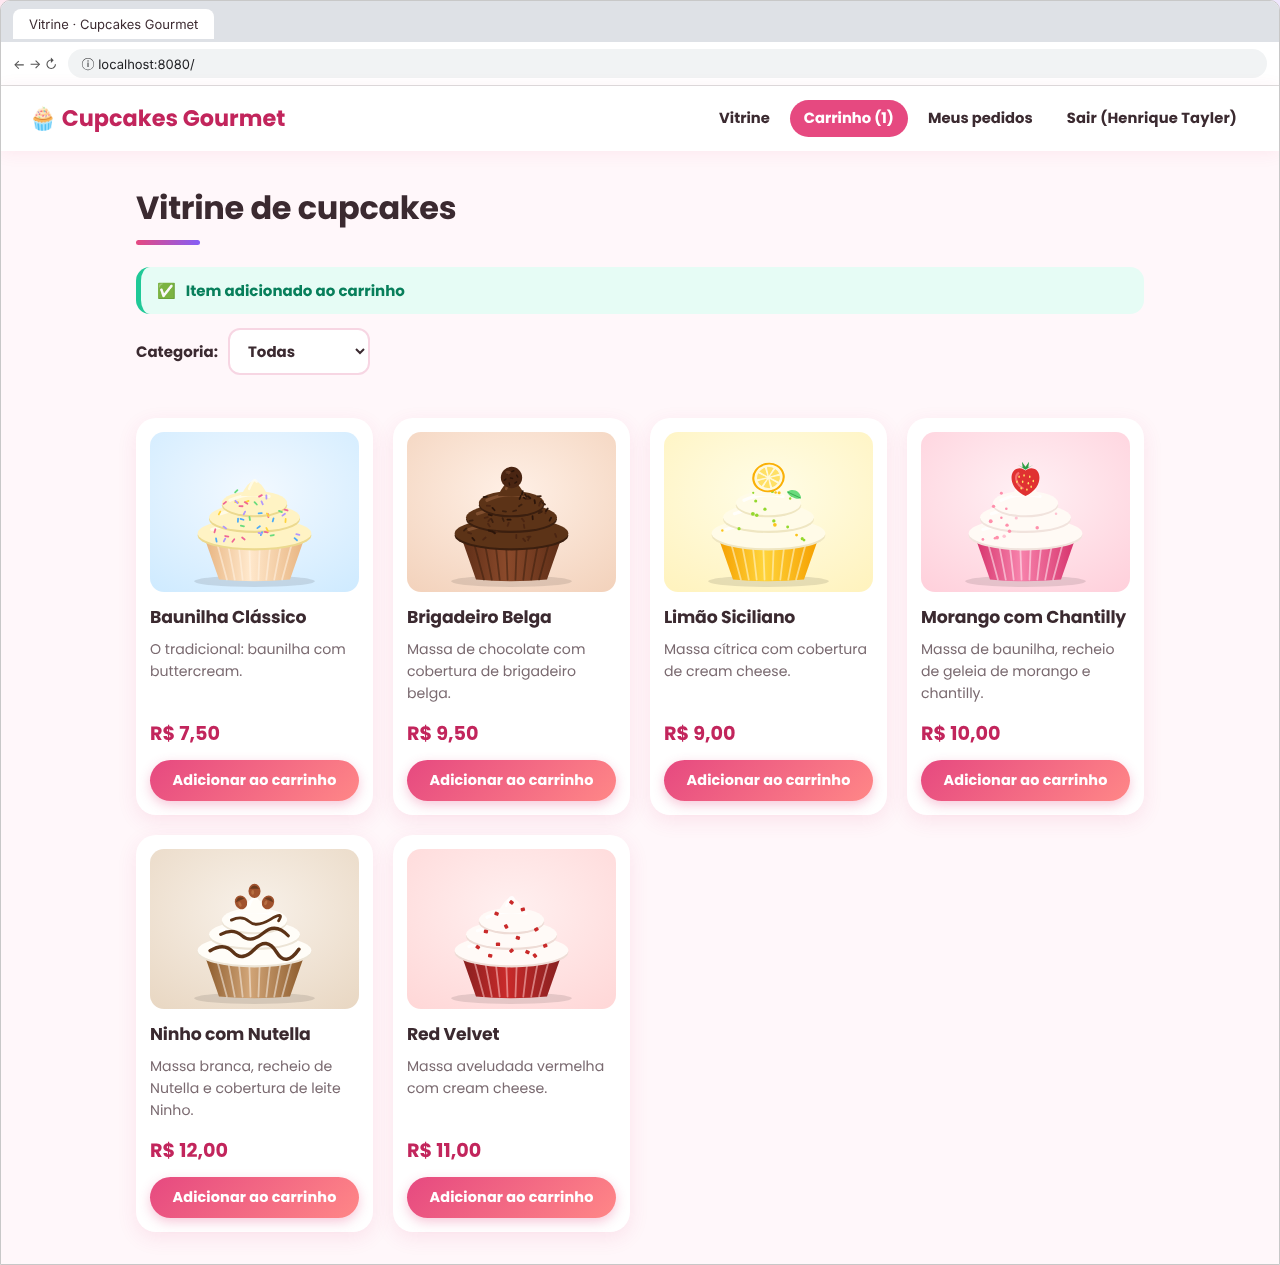 Vitrine · Cupcakes Gourmet
localhost:8080/
Cupcakes Gourmet
Vitrine
Carrinho (1)
Meus pedidos
Sair (Henrique Tayler)
Vitrine de cupcakes
Item adicionado ao carrinho
Categoria:
Todas
Baunilha Clássico
O tradicional: baunilha com
buttercream.
R$ 7,50
Adicionar ao carrinho
Brigadeiro Belga
Massa de chocolate com
cobertura de brigadeiro
belga.
R$ 9,50
Adicionar ao carrinho
Limão Siciliano
Massa cítrica com cobertura
de cream cheese.
R$ 9,00
Adicionar ao carrinho
Morango com Chantilly
Massa de baunilha, recheio
de geleia de morango e
chantilly.
R$ 10,00
Adicionar ao carrinho
Ninho com Nutella
Massa branca, recheio de
Nutella e cobertura de leite
Ninho.
R$ 12,00
Adicionar ao carrinho
Red Velvet
Massa aveludada vermelha
com cream cheese.
R$ 11,00
Adicionar ao carrinho